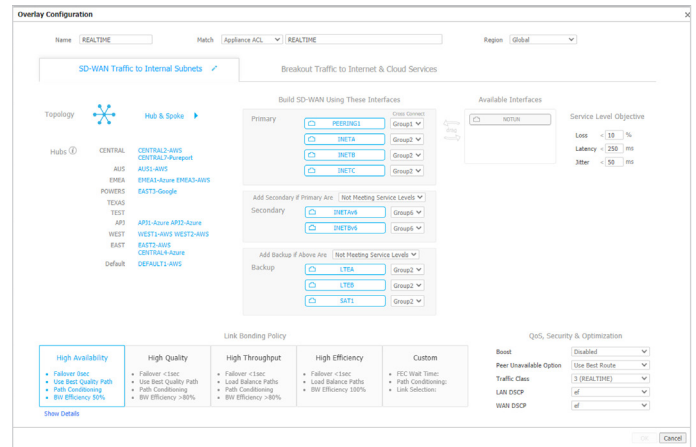 Overlay Configuration
Name REALTIME Match Appliance ACL REALTIME Region Global
SD-WAN Traffic to Internal Subnets
Breakout Traffic to Internet & Cloud Services
Topology Hub & Spoke
Hubs
CENTRAL CENTRAL2-AWS
CENTRAL7-Pureport
AUS AUS1-AWS
EMEA EMEA1-Azure EMEA3-AWS
POWERS EAST3-Google
TEXAS
TEST
APJ APJ1-Azure APJ2-Azure
WEST WEST1-AWS WEST2-AWS
EAST EAST2-AWS
CENTRAL4-Azure
Default DEFAULT1-AWS
Build SD-WAN Using These Interfaces
Primary Cross Connect
PEERING1 Group1
INETA Group2
INETB Group2
INETC Group2
Add Secondary if Primary Are Not Meeting Service Levels
Secondary INETAv6 Group6
INETBv6 Group6
Add Backup if Above Are Not Meeting Service Levels
Backup LTEA Group2
LTEB Group2
SAT1 Group2
Available Interfaces
NOTUN
Service Level Objective
Loss < 10 %
Latency < 250 ms
Jitter < 50 ms
Link Bonding Policy
High Availability
Failover 0sec
Use Best Quality Path
Path Conditioning
BW Efficiency 50%
High Quality
Failover <1sec
Use Best Quality Path
Path Conditioning
BW Efficiency >80%
High Throughput
Failover <1sec
Load Balance Paths
Path Conditioning
BW Efficiency >80%
High Efficiency
Failover <1sec
Load Balance Paths
BW Efficiency 100%
Custom
FEC Wait Time:
Path Conditioning:
Link Selection:
Show Details
QoS, Security & Optimization
Boost Disabled
Peer Unavailable Option Use Best Route
Traffic Class 3 (REALTIME)
LAN DSCP ef
WAN DSCP ef
Cancel